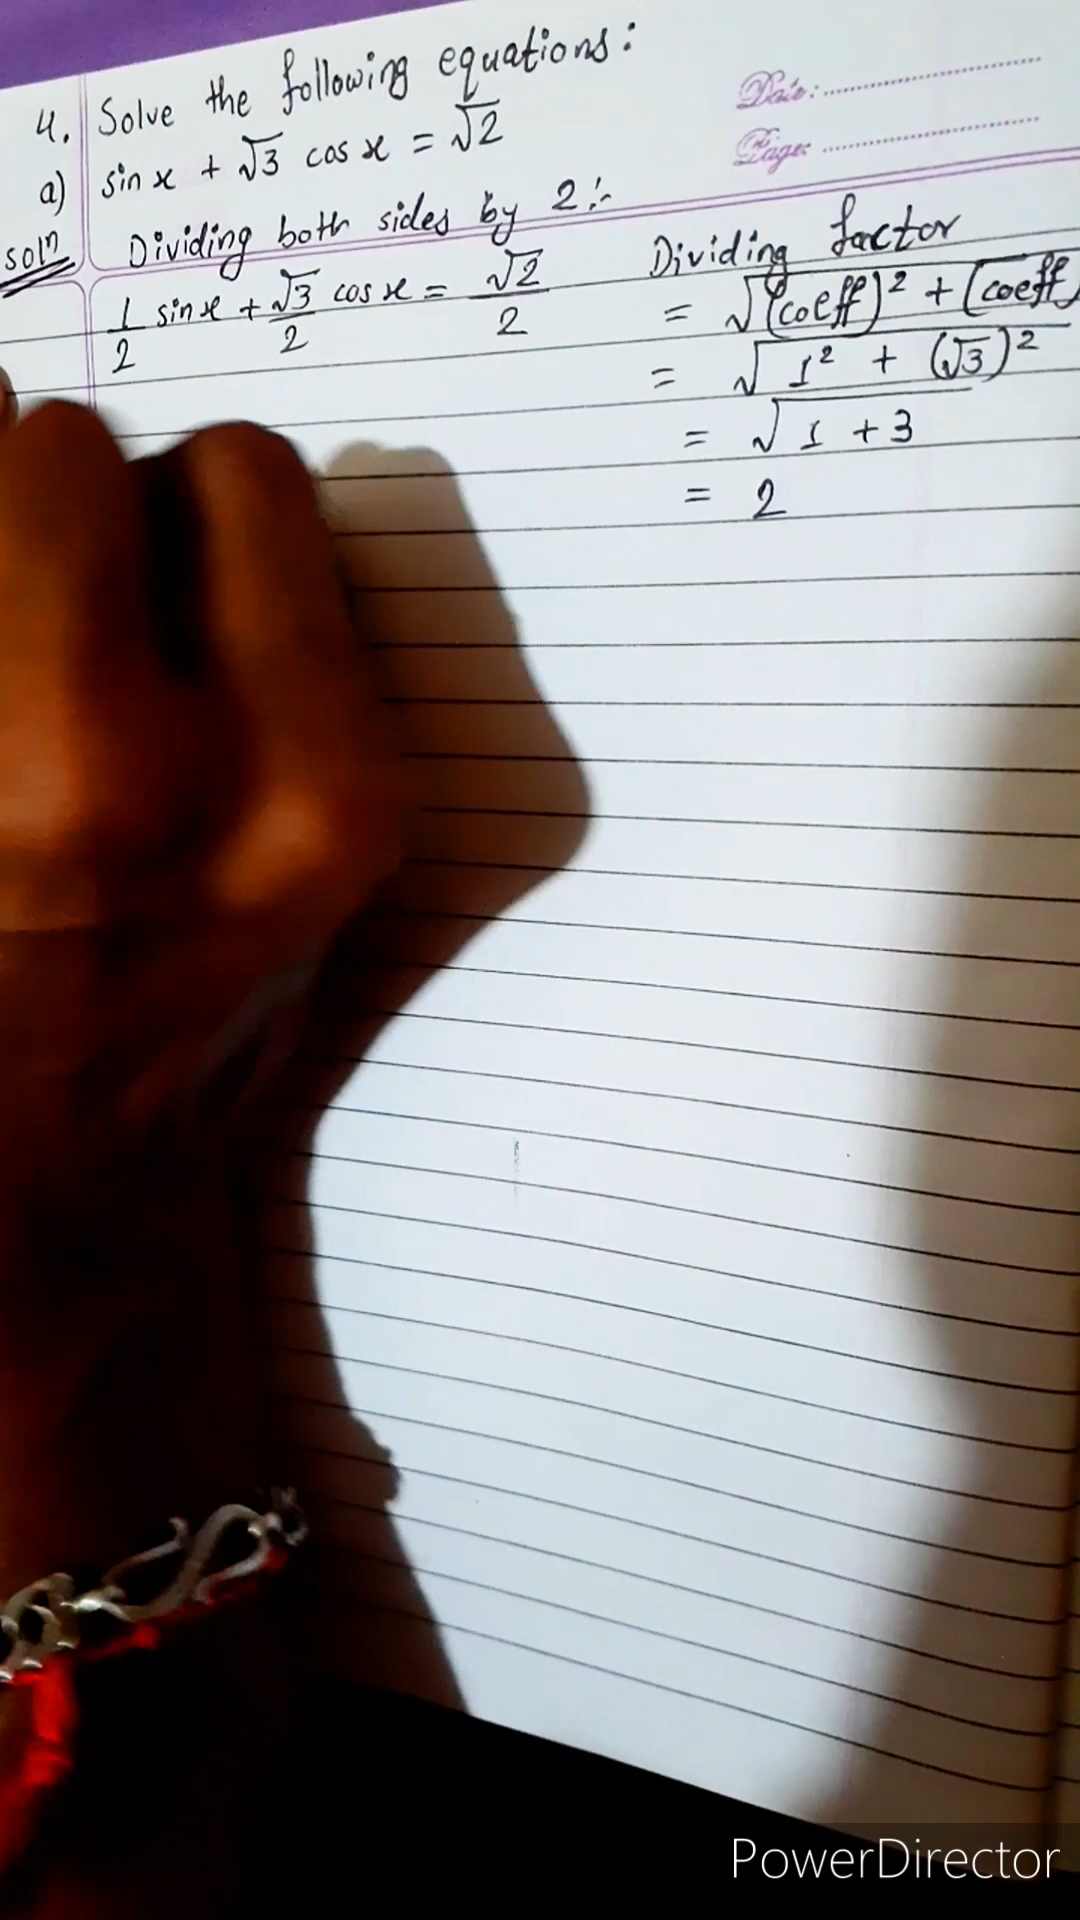 4. Solve the following equations:
a) sin x + √3 cos x = √2
Date:
Page:
solⁿ Dividing both sides by 2:-
1/2 sin x + √3/2 cos x = √2/2
Dividing factor
= √(coeff)² + (coeff)
= √1² + (√3)²
= √1 + 3
= 2
PowerDirector